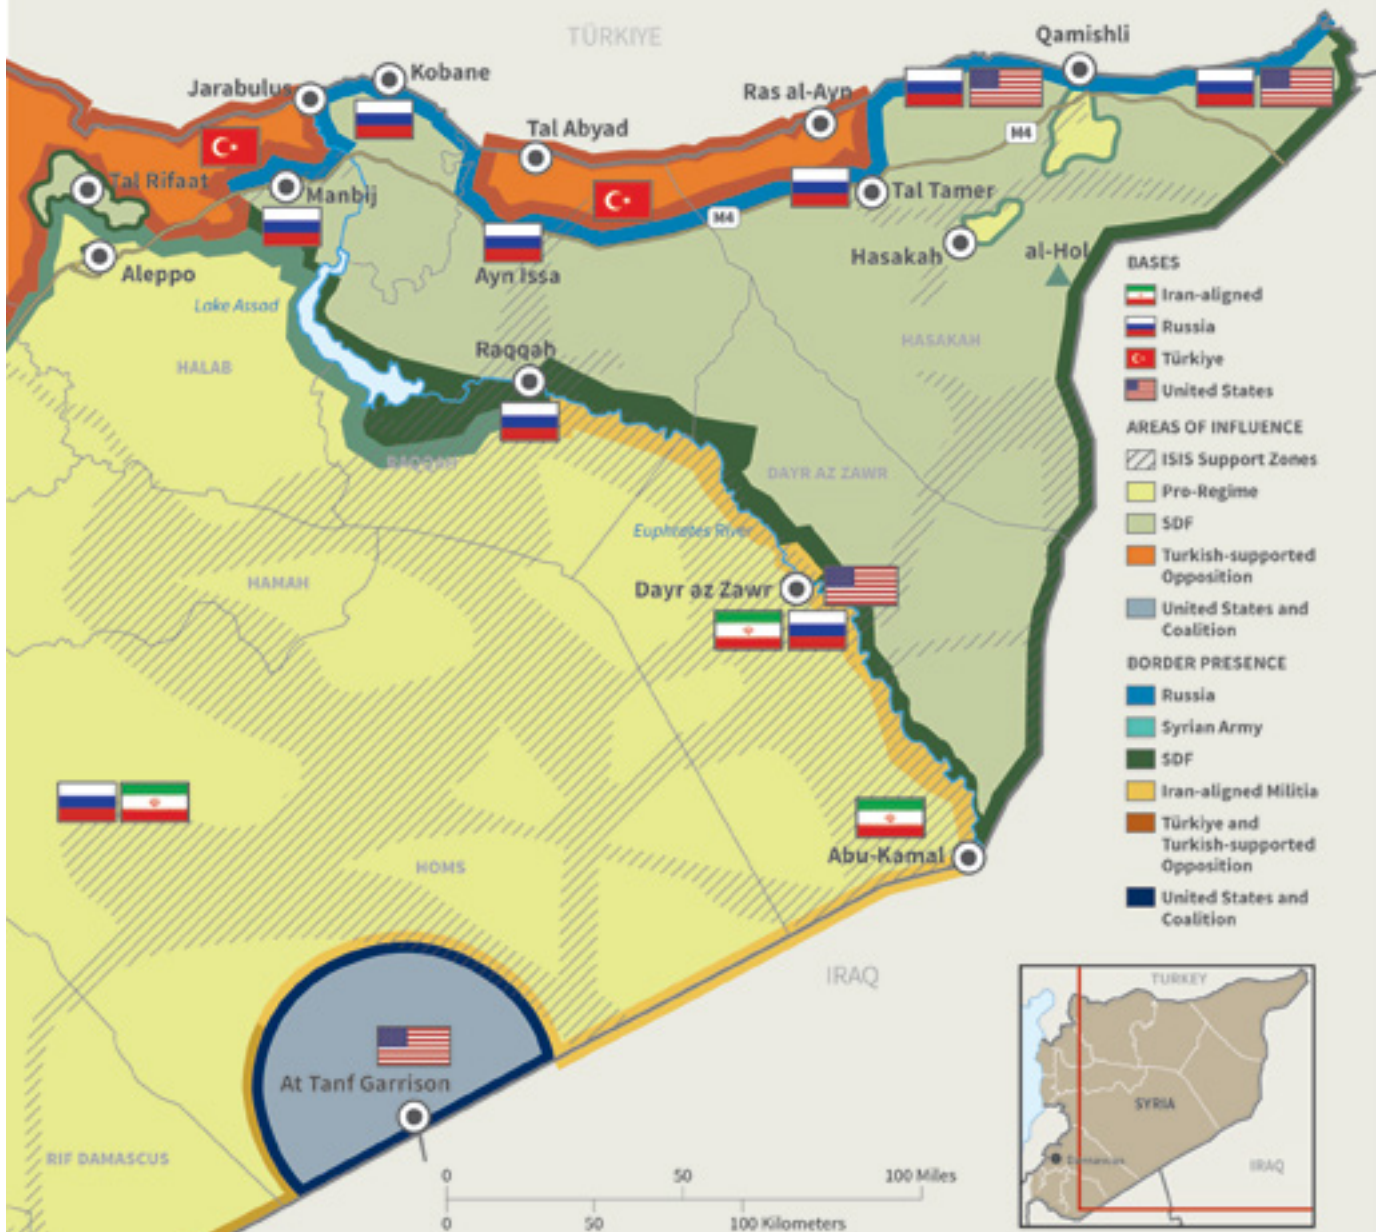 TÜRKIYE
Qamishli
Kobane
Jarabulus
Ras al-Ayn
Tal Abyad
M4
Tal Rifaat
Manbij
Tal Tamer
M4
Hasakah
al-Hol
Ayn Issa
Aleppo
Lake Assad
HASAKAH
Raqqah
HALAB
RAQQAH
DAYR AZ ZAWR
Euphrates River
HAMAH
Dayr az Zawr
Abu-Kamal
HOMS
IRAQ
At Tanf Garrison
RIF DAMASCUS
BASES
Iran-aligned
Russia
Türkiye
United States
AREAS OF INFLUENCE
ISIS Support Zones
Pro-Regime
SDF
Turkish-supported
Opposition
United States and
Coalition
BORDER PRESENCE
Russia
Syrian Army
SDF
Iran-aligned Militia
Türkiye and
Turkish-supported
Opposition
United States and
Coalition
TURKEY
SYRIA
Damascus
IRAQ
0 50 100 Miles
0 50 100 Kilometers